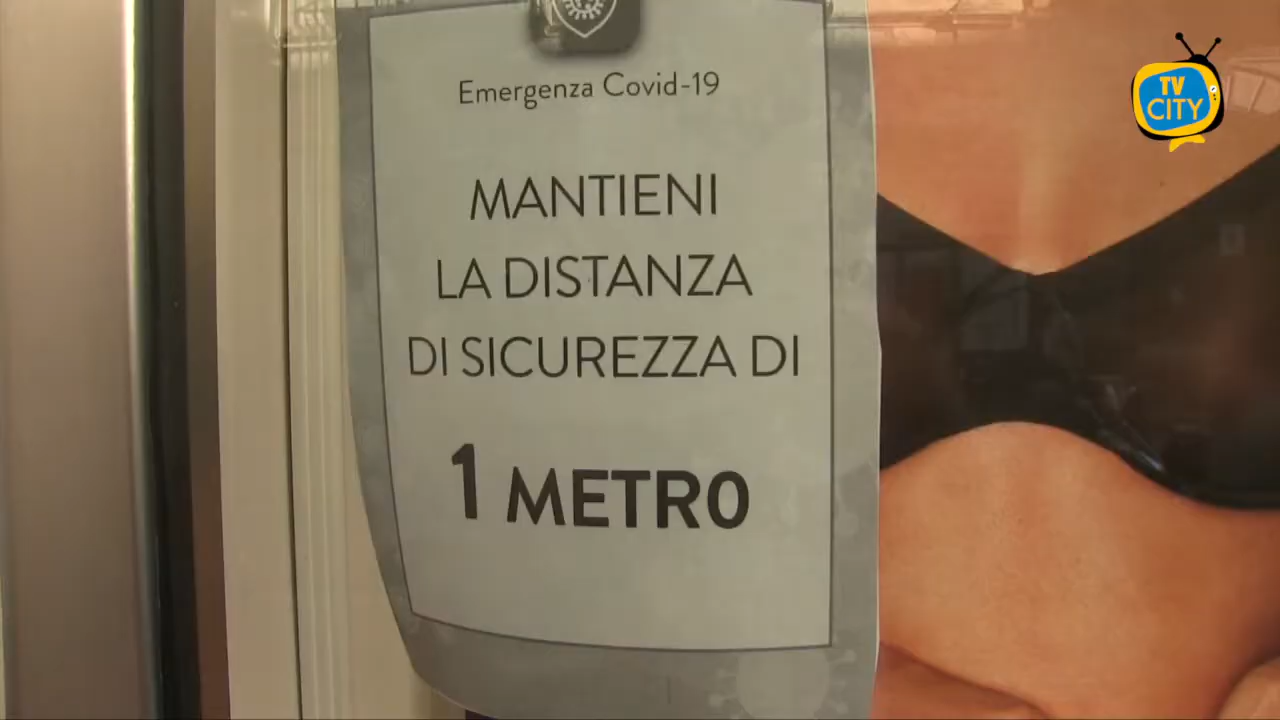 TV
CITY
Emergenza Covid-19
MANTIENI
LA DISTANZA
DI SICUREZZA DI
1 METRO